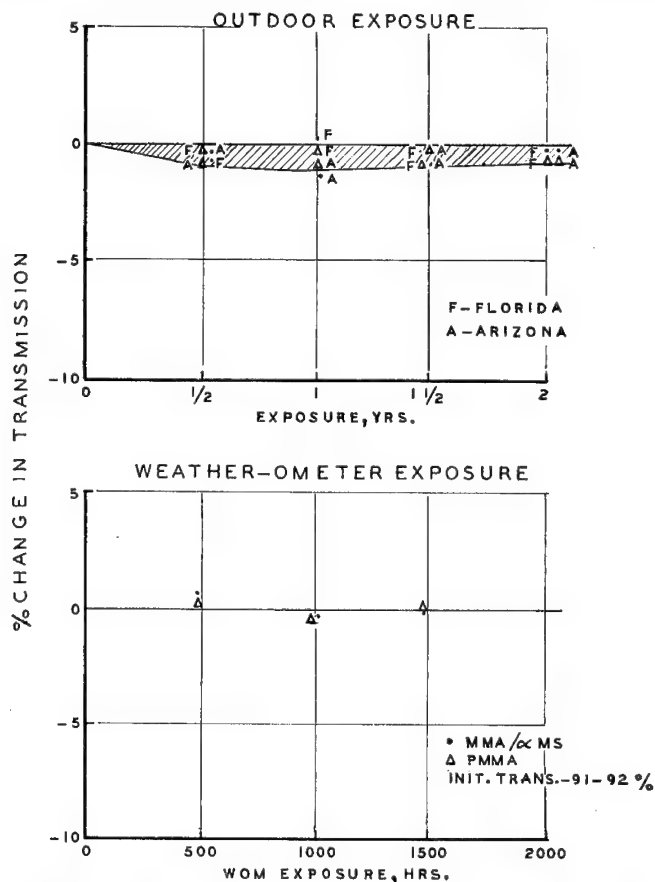 OUTDOOR EXPOSURE
5
0
-5
-10
F
F A
A F
F
F
A
A
F A
F A
F A
F A
F-FLORIDA
A-ARIZONA
0 1/2 1 1 1/2 2
EXPOSURE, YRS.
% CHANGE IN TRANSMISSION
WEATHER-OMETER EXPOSURE
5
0
-5
-10
• MMA/∝MS
Δ PMMA
INIT. TRANS.-91-92 %
0 500 1000 1500 2000
WOM EXPOSURE, HRS.